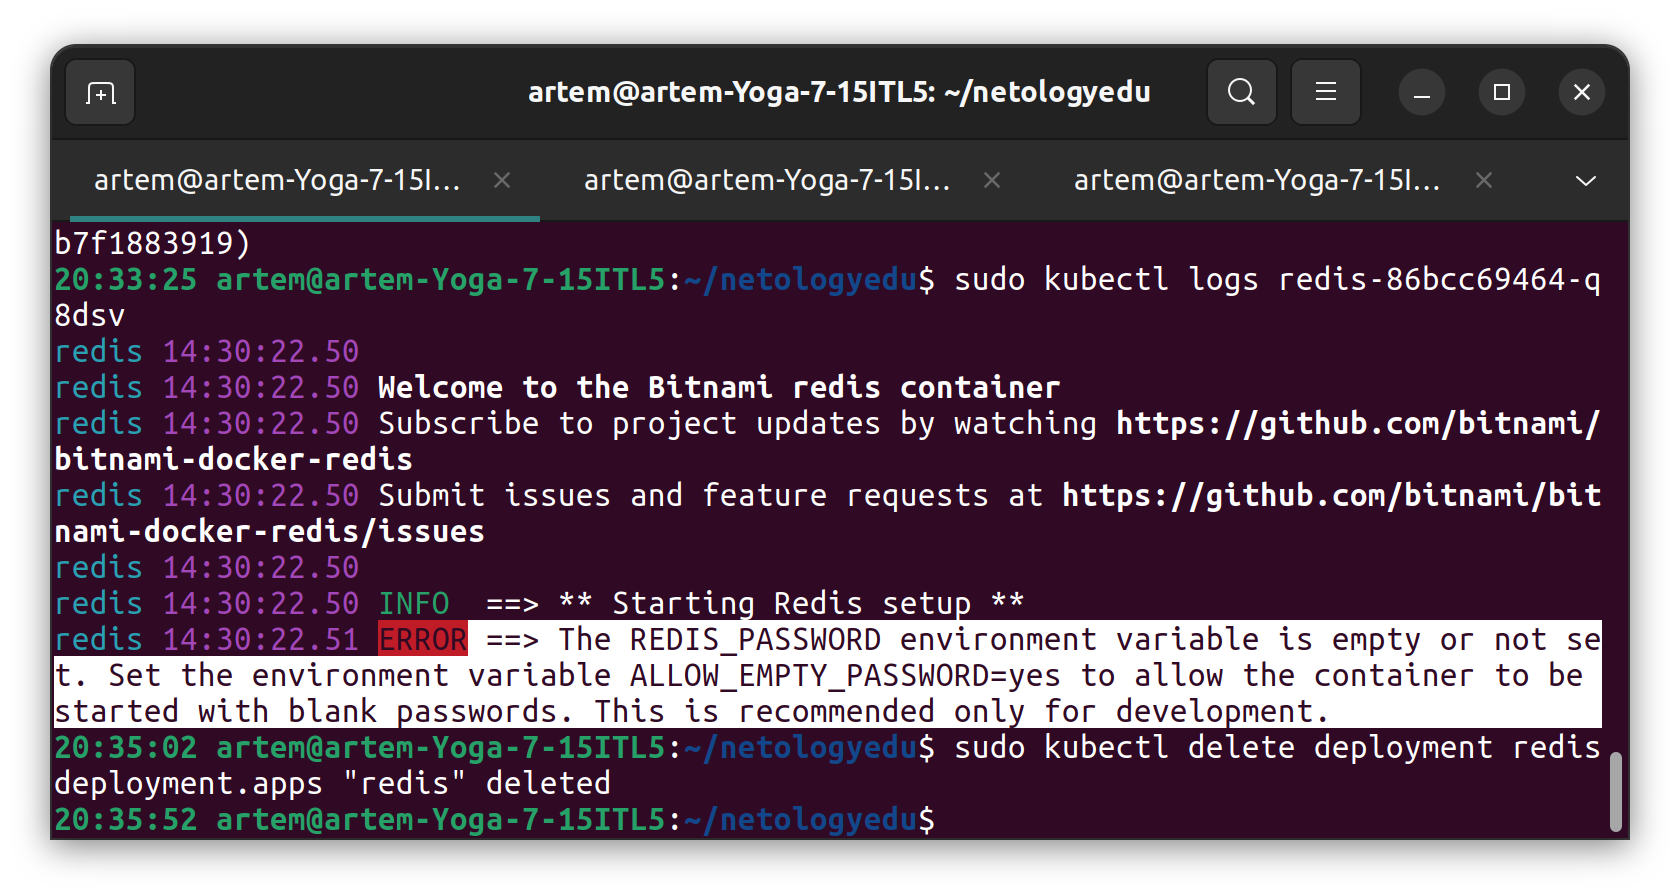 artem@artem-Yoga-7-15ITL5: ~/netologyedu
artem@artem-Yoga-7-15I... artem@artem-Yoga-7-15I... artem@artem-Yoga-7-15I...
b7f1883919)
20:33:25 artem@artem-Yoga-7-15ITL5:~/netologyedu$ sudo kubectl logs redis-86bcc69464-q
8dsv
redis 14:30:22.50
redis 14:30:22.50 Welcome to the Bitnami redis container
redis 14:30:22.50 Subscribe to project updates by watching https://github.com/bitnami/
bitnami-docker-redis
redis 14:30:22.50 Submit issues and feature requests at https://github.com/bitnami/bit
nami-docker-redis/issues
redis 14:30:22.50
redis 14:30:22.50 INFO  ==> ** Starting Redis setup **
redis 14:30:22.51 ERROR ==> The REDIS_PASSWORD environment variable is empty or not se
t. Set the environment variable ALLOW_EMPTY_PASSWORD=yes to allow the container to be
started with blank passwords. This is recommended only for development.
20:35:02 artem@artem-Yoga-7-15ITL5:~/netologyedu$ sudo kubectl delete deployment redis
deployment.apps "redis" deleted
20:35:52 artem@artem-Yoga-7-15ITL5:~/netologyedu$